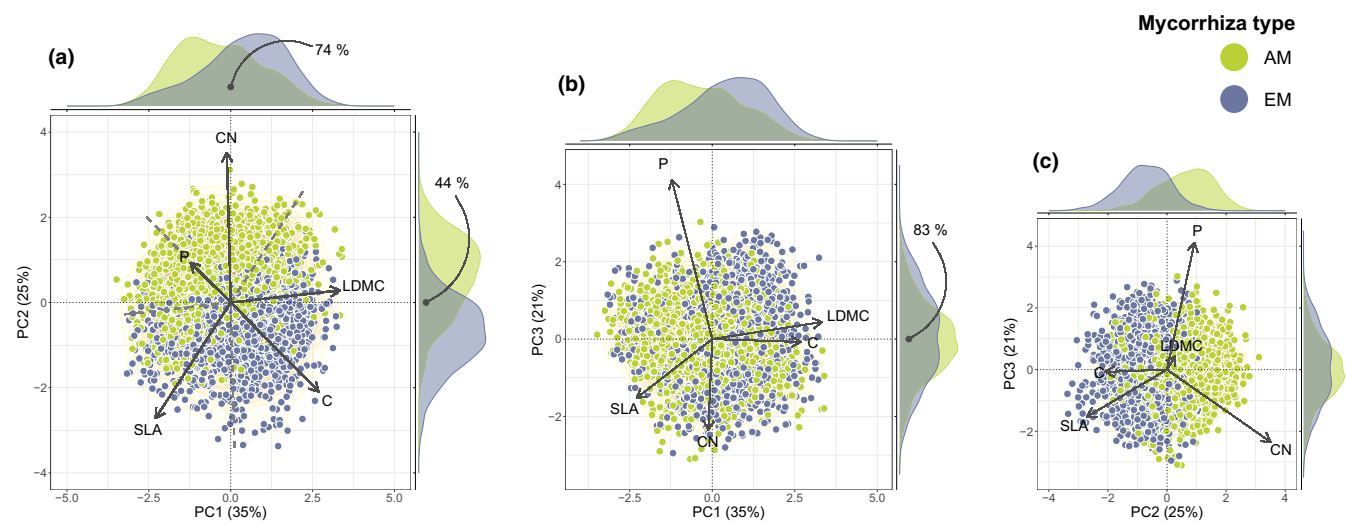 Mycorrhiza type
AM
EM
(a)
74 %
44 %
CN
P
LDMC
C
SLA
4
2
0
−2
−4
PC2 (25%)
−5.0
−2.5
0.0
2.5
5.0
PC1 (35%)
(b)
83 %
P
LDMC
C
SLA
CN
4
2
0
−2
PC3 (21%)
−2.5
0.0
2.5
5.0
PC1 (35%)
(c)
P
LDMC
C
SLA
CN
4
2
0
−2
PC3 (21%)
−4
−2
0
2
4
PC2 (25%)